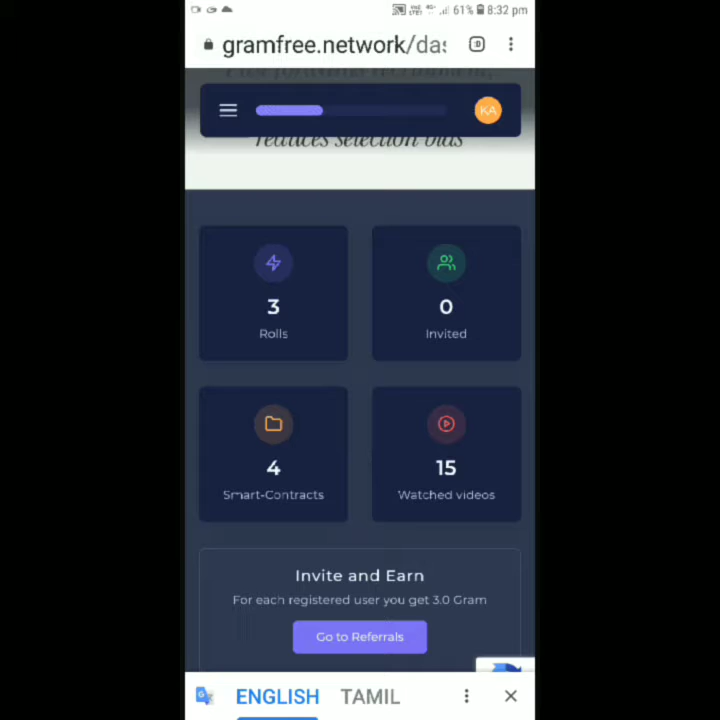 61% 8:32 pm
gramfree.network/das
KA
reduces selection bias
3
Rolls
0
Invited
4
Smart-Contracts
15
Watched videos
Invite and Earn
For each registered user you get 3.0 Gram
Go to Referrals
ENGLISH TAMIL